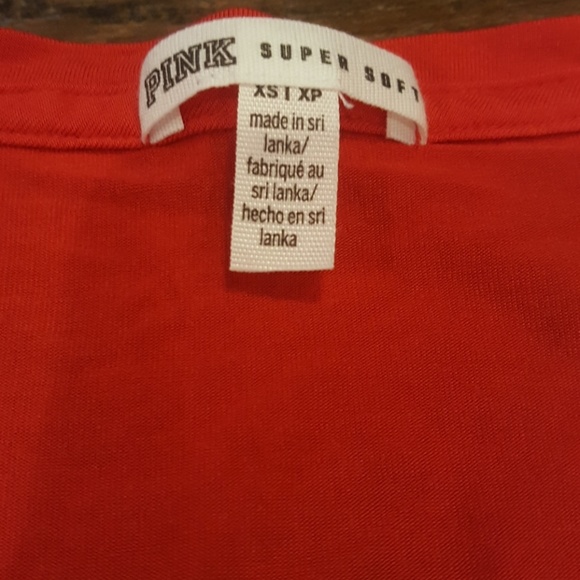 PINK SUPER SOFT
XS | XP
made in sri
lanka/
fabriqué au
sri lanka/
hecho en sri
lanka